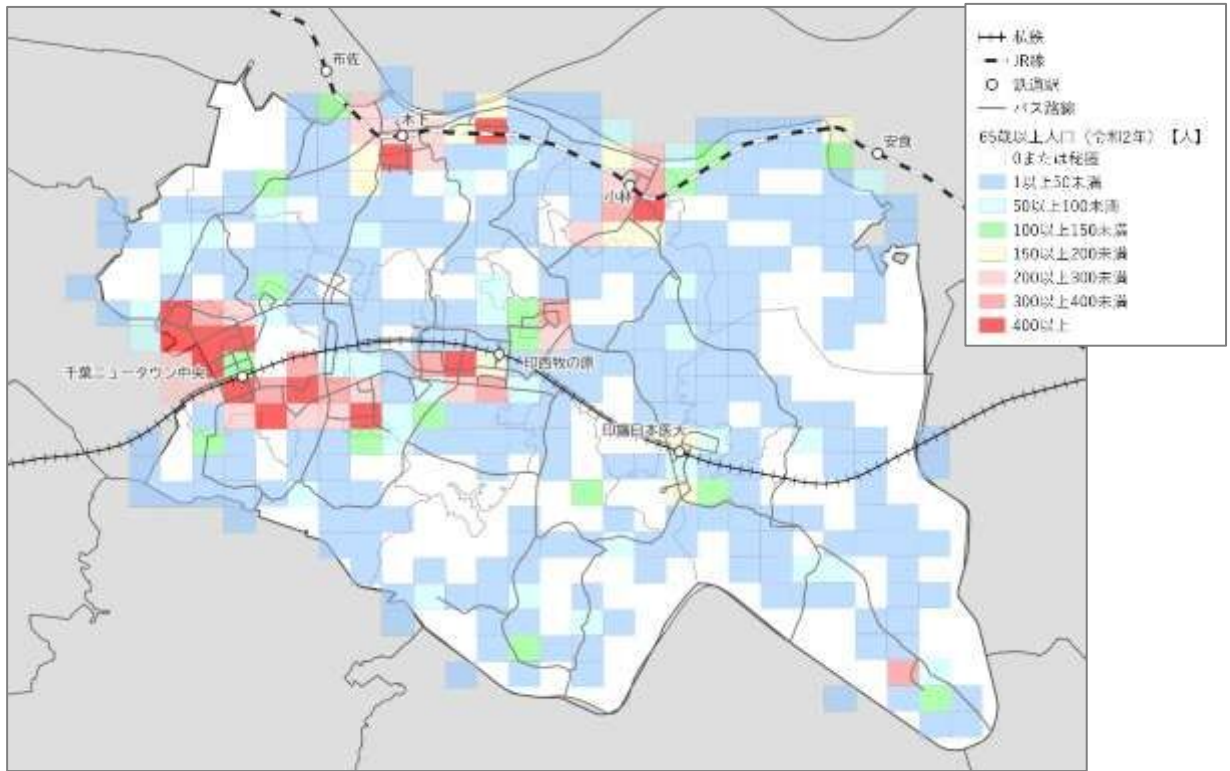 布佐
木下
安食
小林
千葉ニュータウン中央
印西牧の原
印旛日本医大
私鉄
JR線
鉄道駅
バス路線
65歳以上人口（令和2年）【人】
0または秘匿
1以上50未満
50以上100未満
100以上150未満
150以上200未満
200以上300未満
300以上400未満
400以上